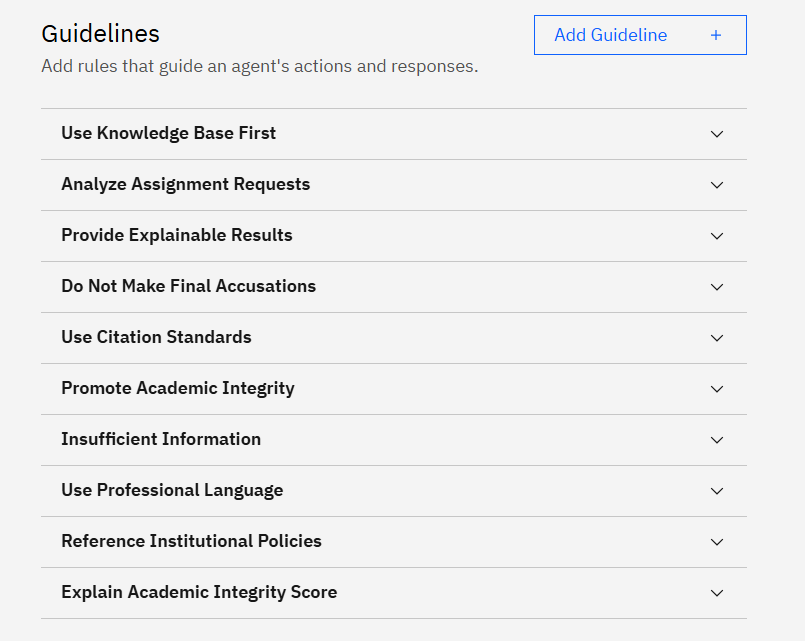 Guidelines
Add Guideline +
Add rules that guide an agent's actions and responses.
Use Knowledge Base First
Analyze Assignment Requests
Provide Explainable Results
Do Not Make Final Accusations
Use Citation Standards
Promote Academic Integrity
Insufficient Information
Use Professional Language
Reference Institutional Policies
Explain Academic Integrity Score